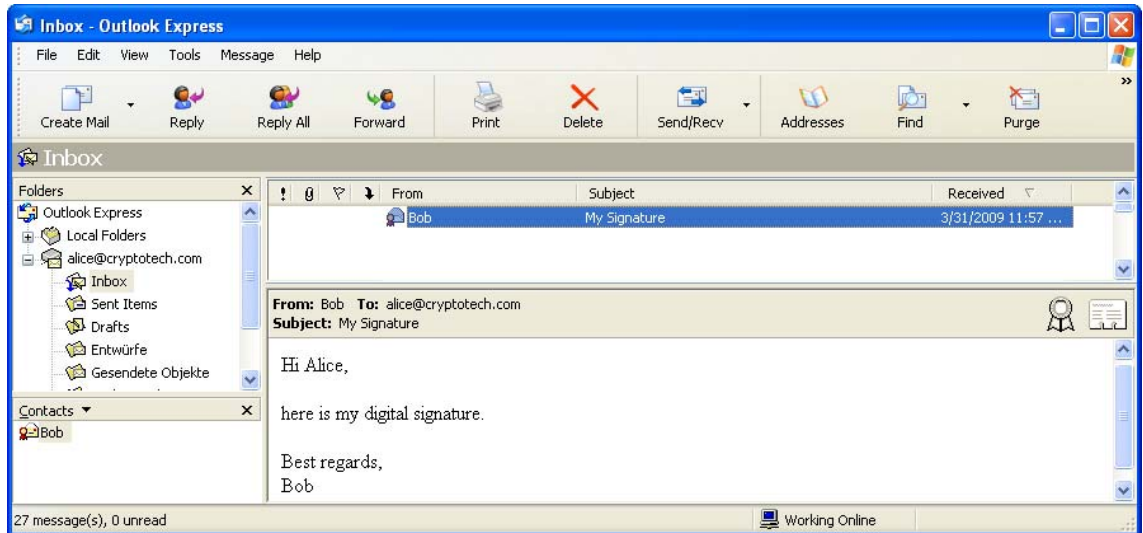 Inbox - Outlook Express
File Edit View Tools Message Help
Create Mail Reply Reply All Forward Print Delete Send/Recv Addresses Find Purge
Inbox
Folders
Outlook Express
Local Folders
alice@cryptotech.com
Inbox
Sent Items
Drafts
Entwürfe
Gesendete Objekte
Contacts
Bob
! From Subject Received
Bob My Signature 3/31/2009 11:57 ...
From: Bob To: alice@cryptotech.com
Subject: My Signature
Hi Alice,
here is my digital signature.
Best regards,
Bob
27 message(s), 0 unread Working Online